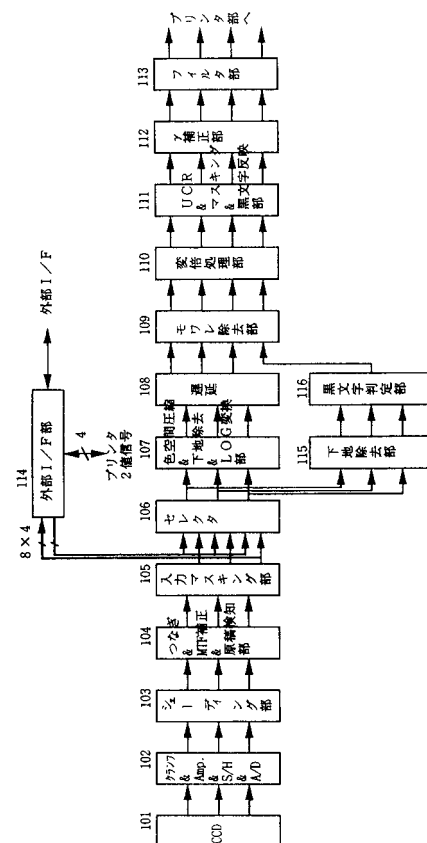 プリンタ部へ
113
フィルタ部
112
γ補正部
111
UCR
&
マスキング
&
黒文字反映
部
110
変倍処理部
109
モワレ除去部
108
遅延
116
黒文字判定部
107
色空間圧縮
&
下地除去
&
LOG変換
部
115
下地除去部
106
セレクタ
外部I/F
114
外部I/F部
4
プリンタ
2値信号
8×4
105
入力マスキング部
104
つなぎ
&
MTF補正
&
原稿検知
部
103
シェーディング部
102
クランプ
&
Amp.
&
S/H
&
A/D
101
CCD